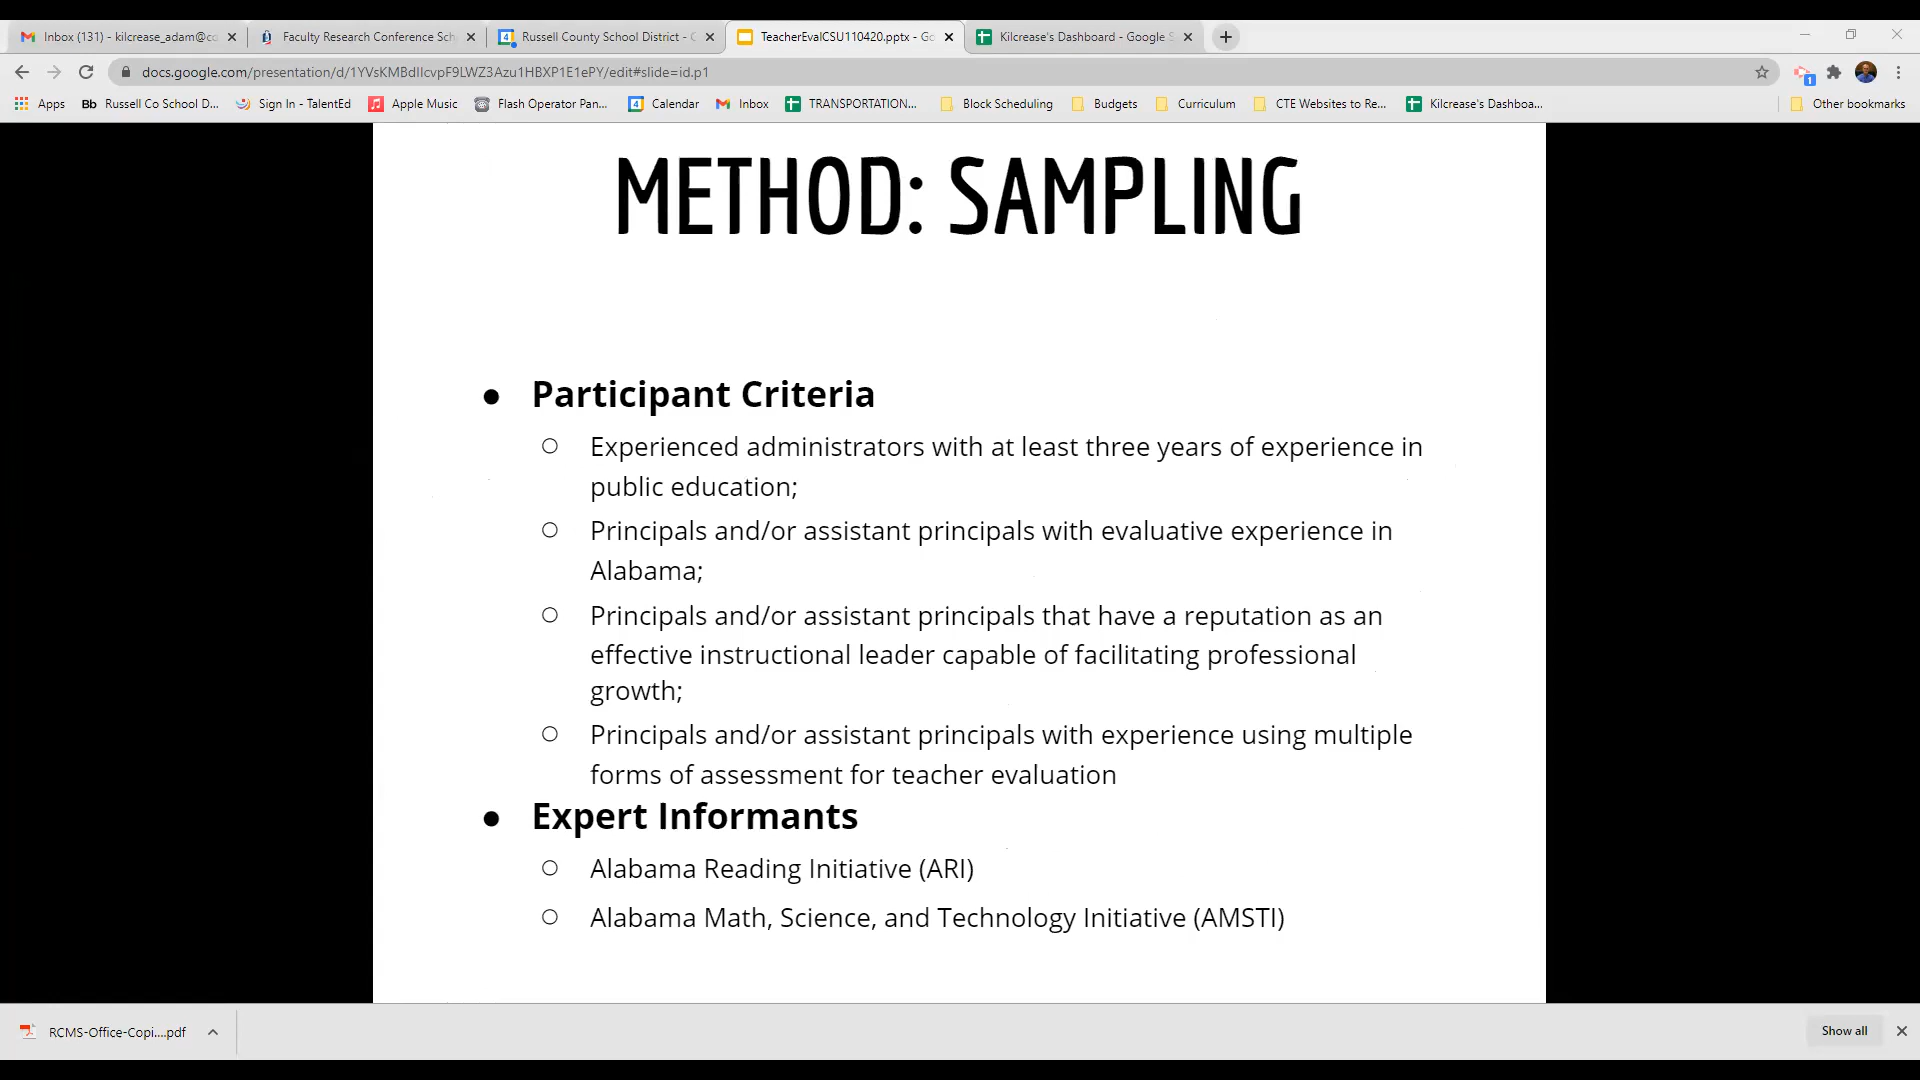 Inbox (131) - kilcrease_adam@cc
Faculty Research Conference Sch
Russell County School District - C
TeacherEvalCSU110420.pptx - Go
Kilcrease's Dashboard - Google S
docs.google.com/presentation/d/1YVsKMBdIlcvpF9LWZ3Azu1HBXP1E1ePY/edit#slide=id.p1
Apps
Bb Russell Co School D...
Sign In - TalentEd
Apple Music
Flash Operator Pan...
Calendar
Inbox
TRANSPORTATION...
Block Scheduling
Budgets
Curriculum
CTE Websites to Re...
Kilcrease's Dashboa...
Other bookmarks
METHOD: SAMPLING
Participant Criteria
Experienced administrators with at least three years of experience in
public education;
Principals and/or assistant principals with evaluative experience in
Alabama;
Principals and/or assistant principals that have a reputation as an
effective instructional leader capable of facilitating professional
growth;
Principals and/or assistant principals with experience using multiple
forms of assessment for teacher evaluation
Expert Informants
Alabama Reading Initiative (ARI)
Alabama Math, Science, and Technology Initiative (AMSTI)
RCMS-Office-Copi....pdf
Show all